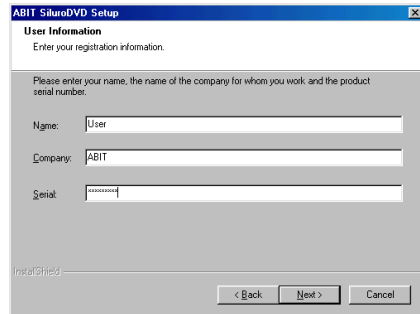 ABIT SiluroDVD Setup
User Information
Enter your registration information.
Please enter your name, the name of the company for whom you work and the product
serial number.
Name: User
Company: ABIT
Serial: xxxxxxxxx
InstallShield
< Back Next > Cancel